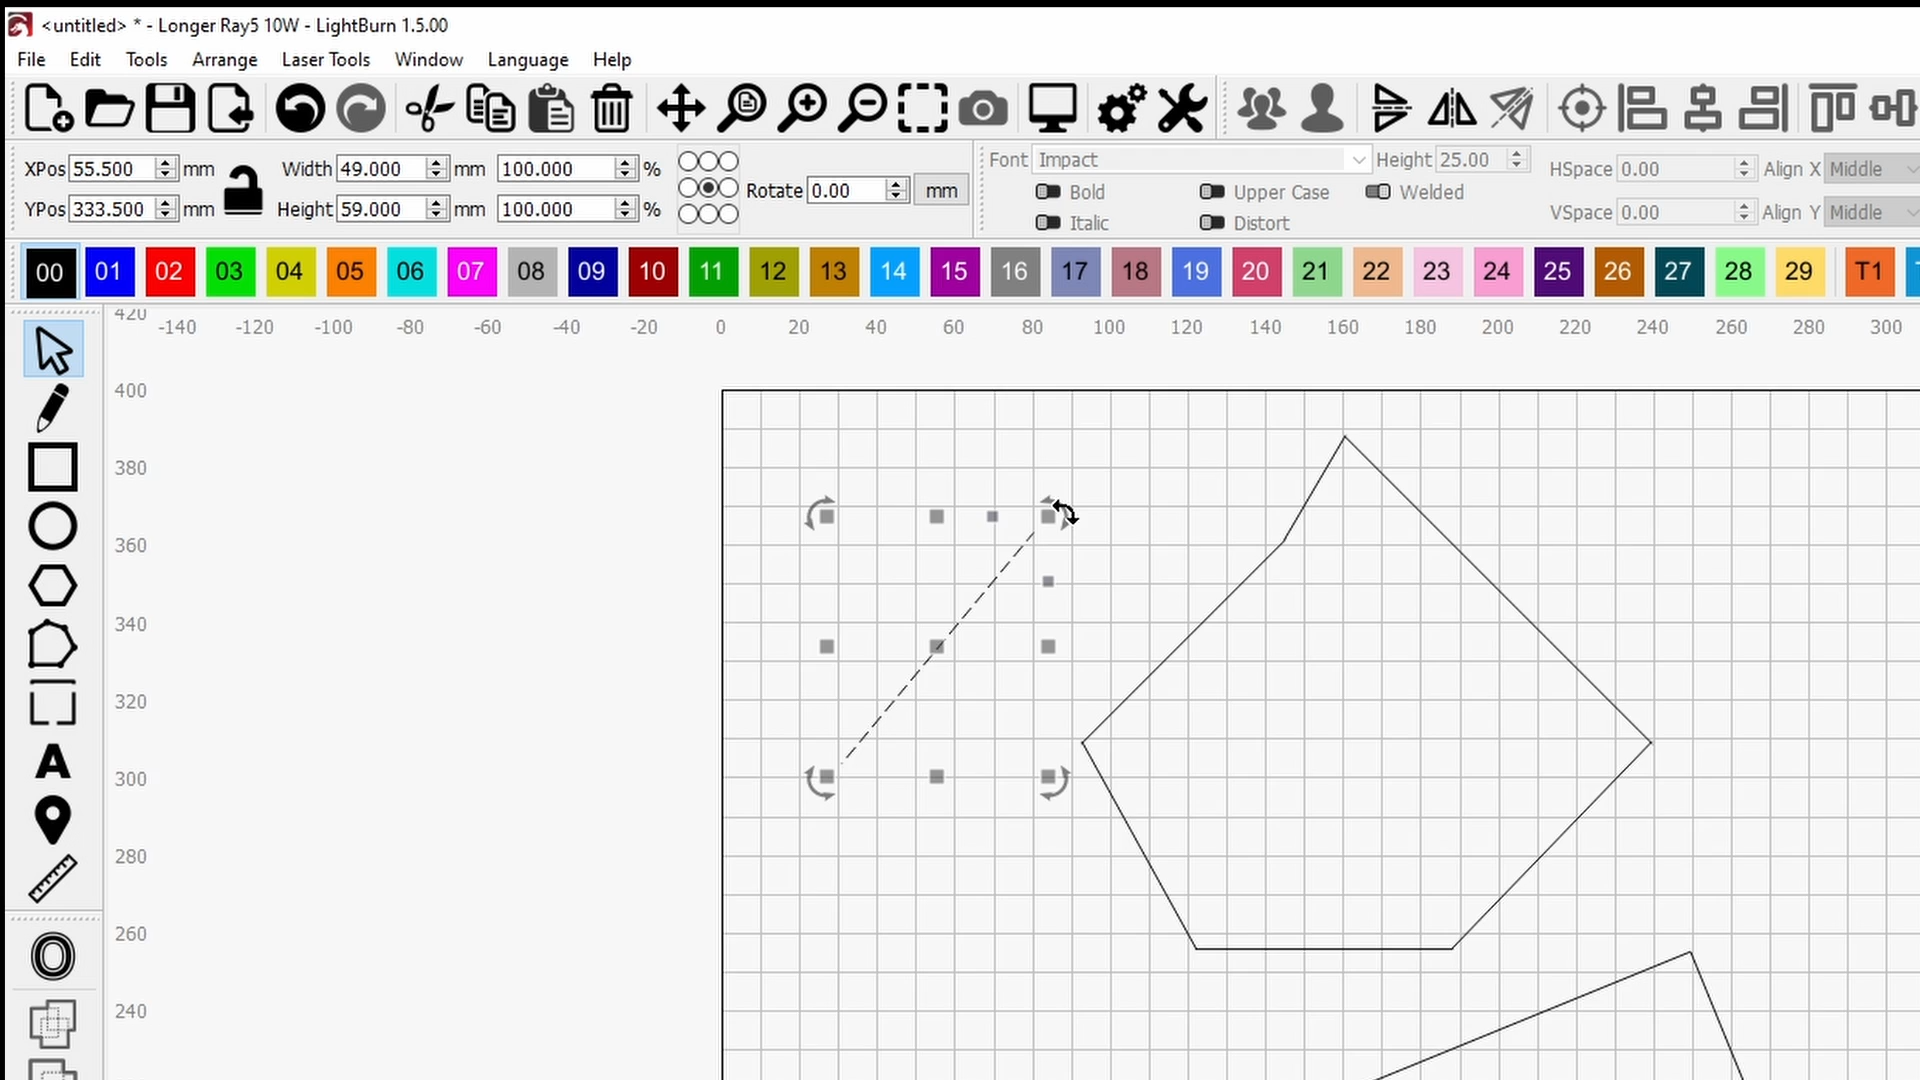 <untitled> * - Longer Ray5 10W - LightBurn 1.5.00
File Edit Tools Arrange Laser Tools Window Language Help
XPos 55.500 mm Width 49.000 mm 100.000 %
YPos 333.500 mm Height 59.000 mm 100.000 %
Rotate 0.00 mm
Font Impact Height 25.00
Bold Upper Case Welded
Italic Distort
HSpace 0.00 Align X Middle
VSpace 0.00 Align Y Middle
00 01 02 03 04 05 06 07 08 09 10 11 12 13 14 15 16 17 18 19 20 21 22 23 24 25 26 27 28 29 T1
420 -140 -120 -100 -80 -60 -40 -20 0 20 40 60 80 100 120 140 160 180 200 220 240 260 280 300
400
380
360
340
320
300
280
260
240
A